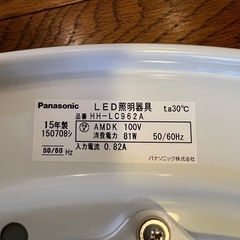 Panasonic LED照明器具 ta30℃
品番 HH-LC962A
15年製
150708シ
AMDK 100V
消費電力 81W 50/60Hz
50/60 Hz
入力電流 0.82A
パナソニック株式会社